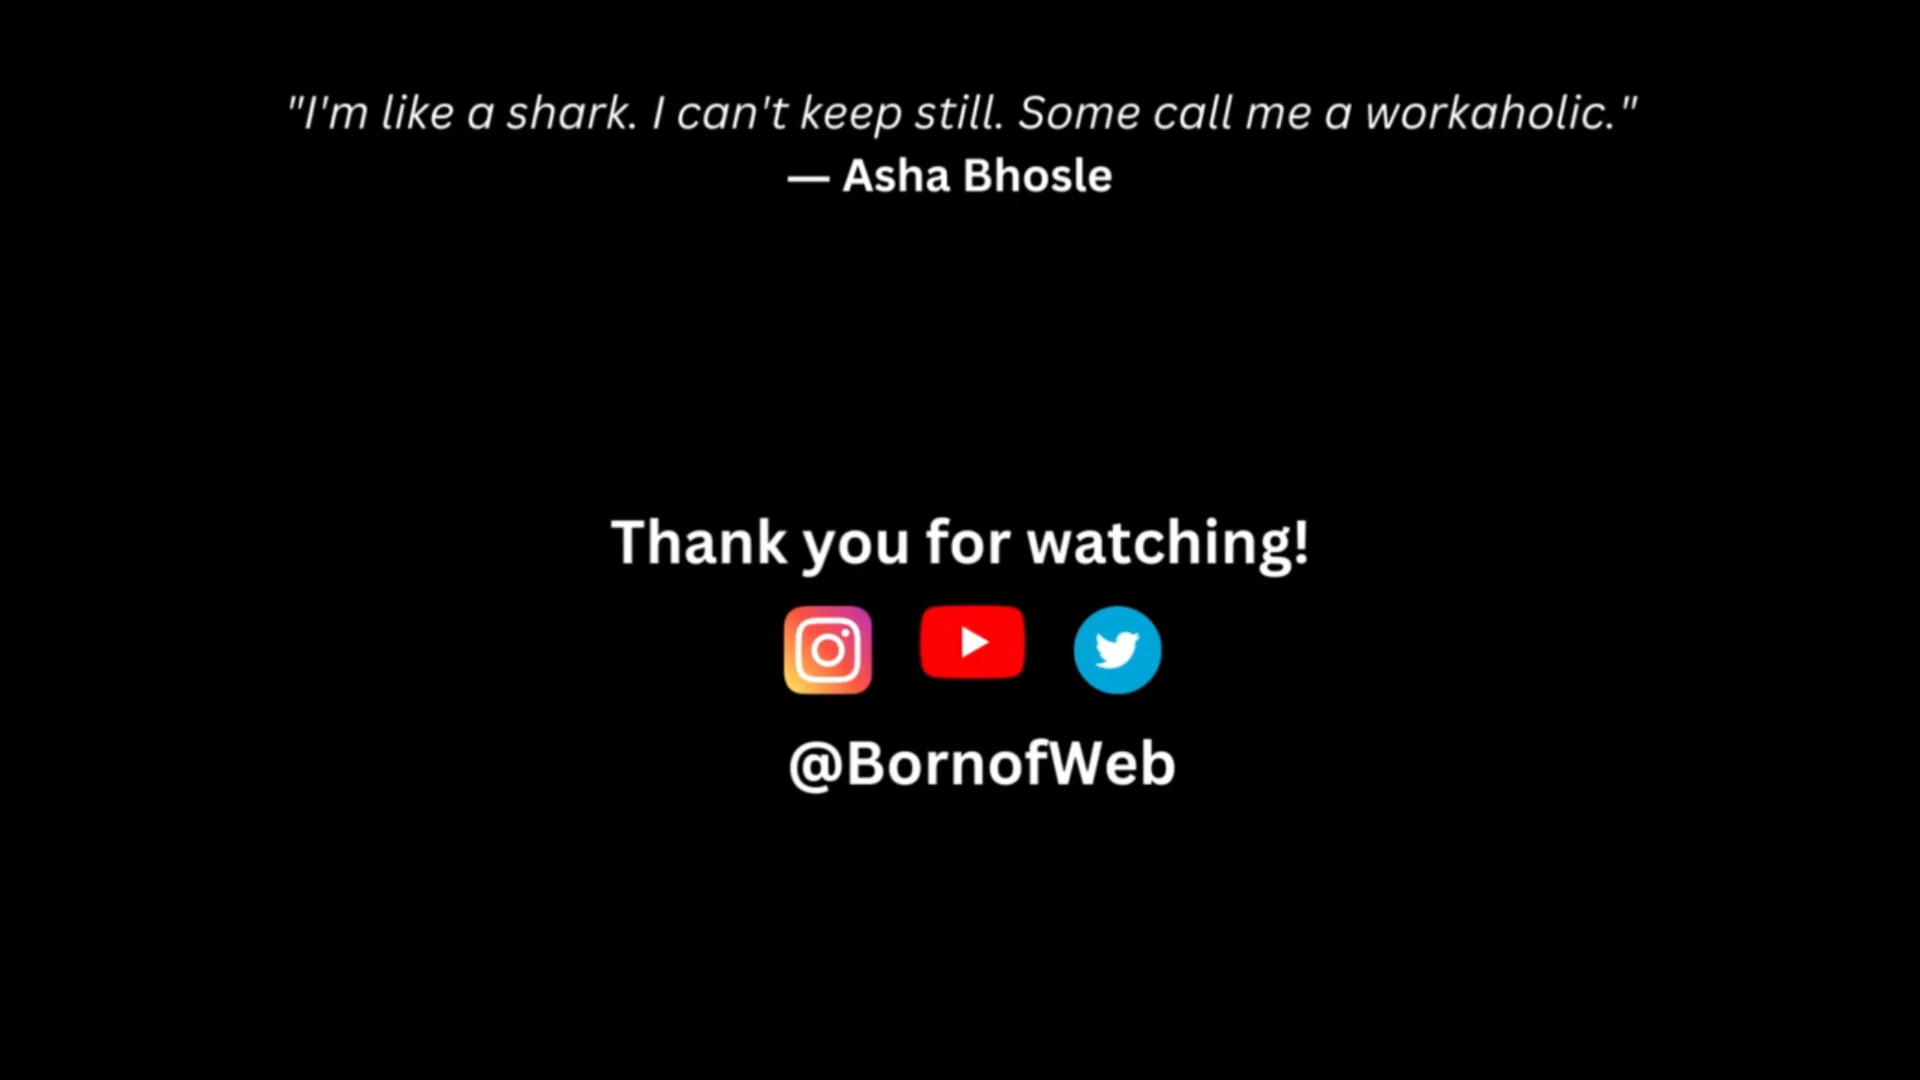 "I'm like a shark. I can't keep still. Some call me a workaholic."
— Asha Bhosle
Thank you for watching!
@BornofWeb